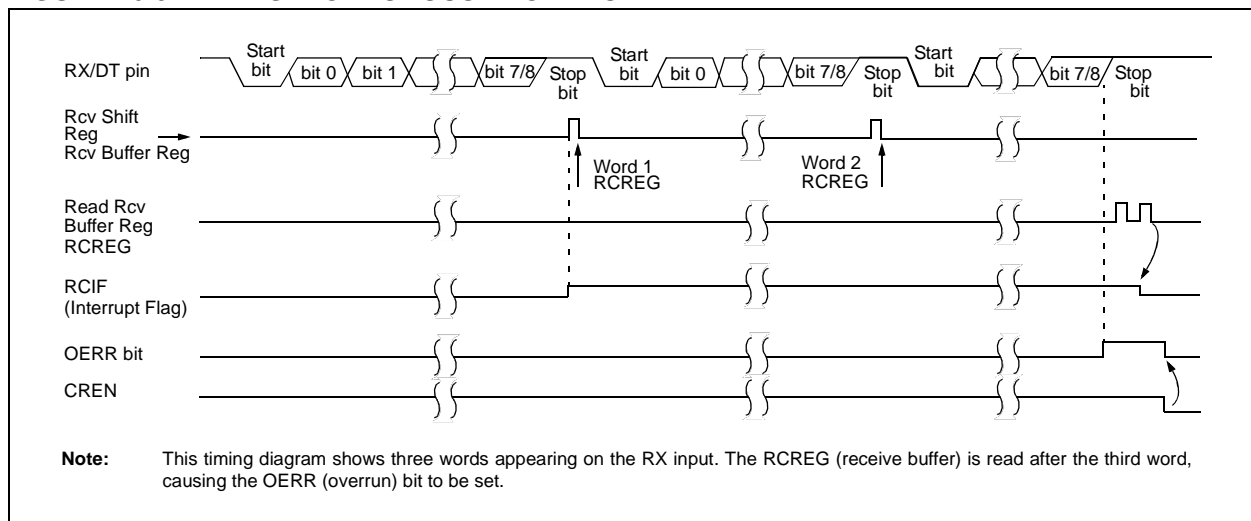 Start
bit
bit 0
bit 1
bit 7/8
Stop
bit
Start
bit
bit 0
bit 7/8
Stop
bit
Start
bit
bit 7/8
Stop
bit
RX/DT pin
Rcv Shift
Reg
Rcv Buffer Reg
Word 1
RCREG
Word 2
RCREG
Read Rcv
Buffer Reg
RCREG
RCIF
(Interrupt Flag)
OERR bit
CREN
Note: This timing diagram shows three words appearing on the RX input. The RCREG (receive buffer) is read after the third word,
causing the OERR (overrun) bit to be set.